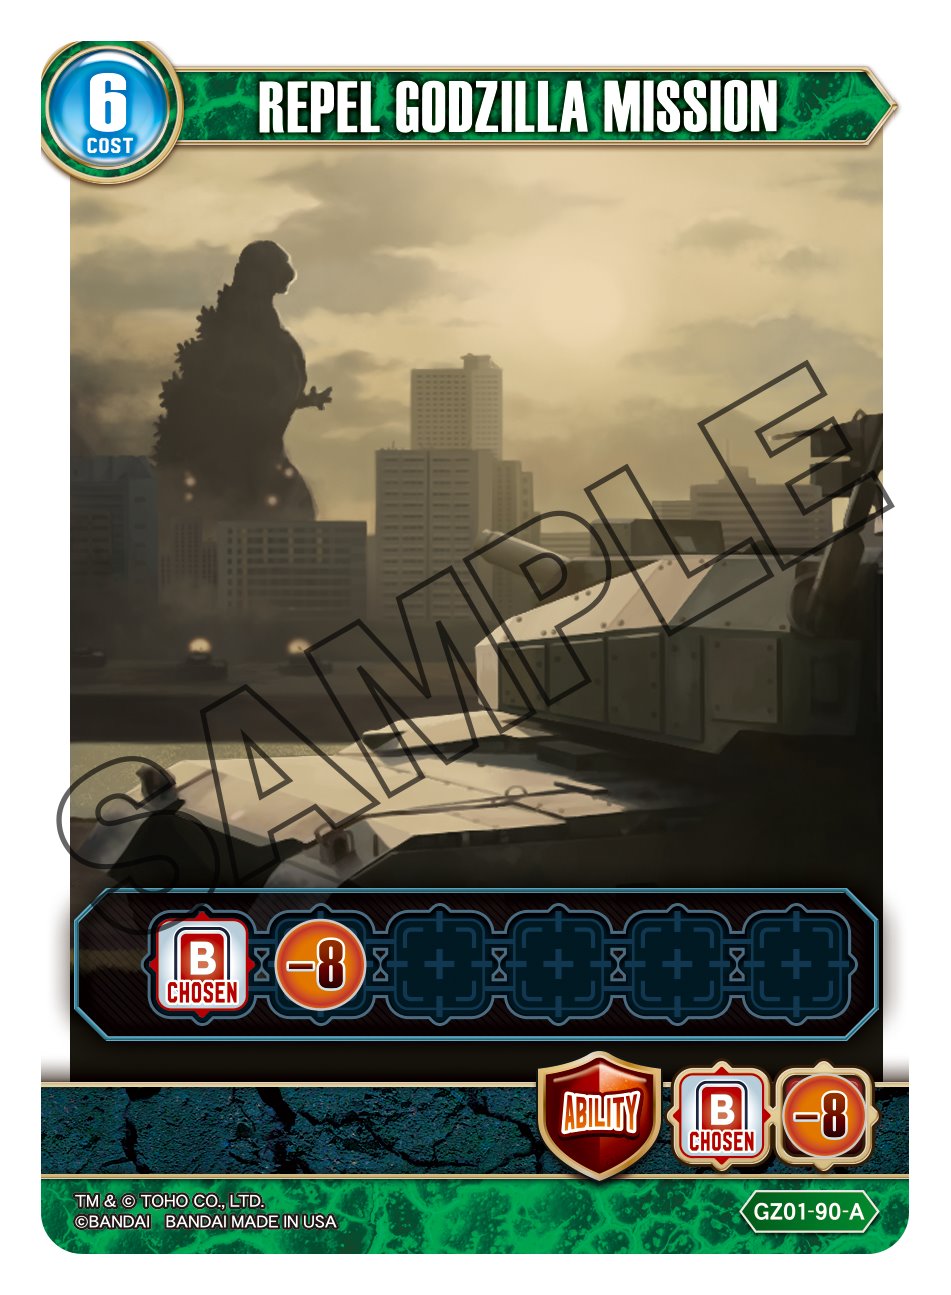 6
COST
REPEL GODZILLA MISSION
SAMPLE
B
CHOSEN
-8
ABILITY
B
CHOSEN
-8
TM & © TOHO CO., LTD.
©BANDAI BANDAI MADE IN USA
GZ01-90-A